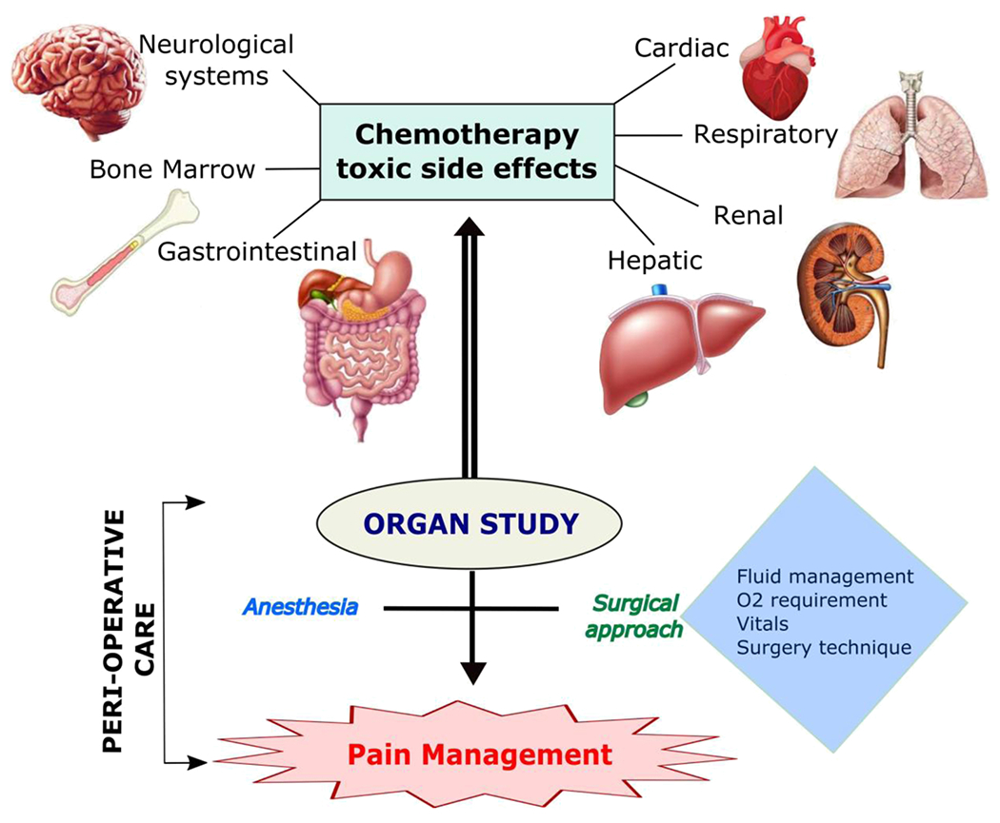 Neurological
systems
Cardiac
Chemotherapy
toxic side effects
Respiratory
Bone Marrow
Renal
Gastrointestinal
Hepatic
ORGAN STUDY
PERI-OPERATIVE
CARE
Anesthesia
Surgical
approach
Fluid management
O2 requirement
Vitals
Surgery technique
Pain Management